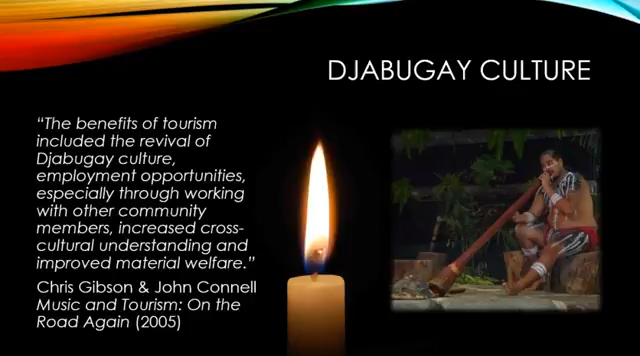 DJABUGAY CULTURE
“The benefits of tourism
included the revival of
Djabugay culture,
employment opportunities,
especially through working
with other community
members, increased cross-
cultural understanding and
improved material welfare.”
Chris Gibson & John Connell
Music and Tourism: On the
Road Again (2005)